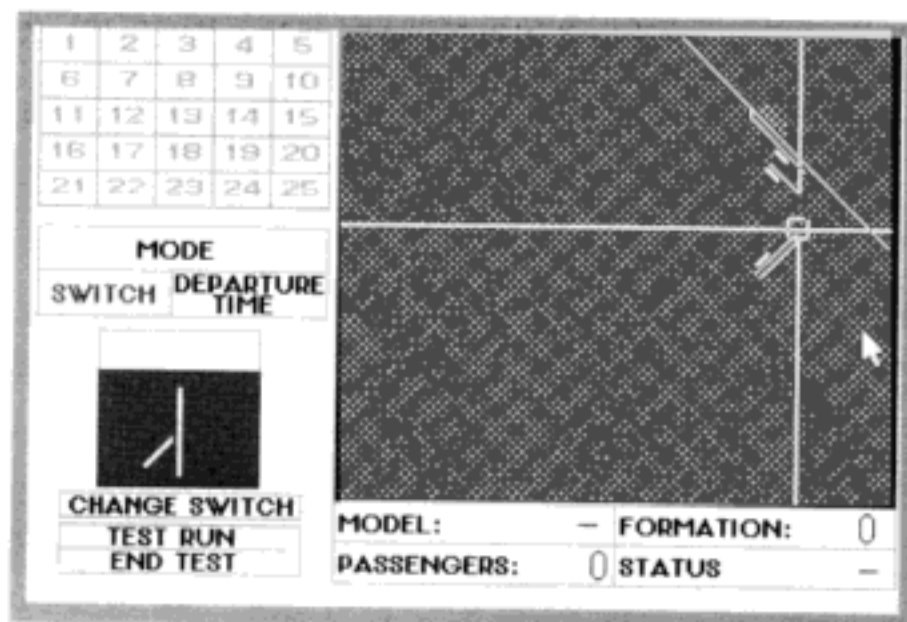 1 2 3 4 5
6 7 8 9 10
11 12 13 14 15
16 17 18 19 20
21 22 23 24 25
MODE
SWITCH DEPARTURE
TIME
CHANGE SWITCH
TEST RUN
END TEST
MODEL: – FORMATION: 0
PASSENGERS: 0 STATUS –